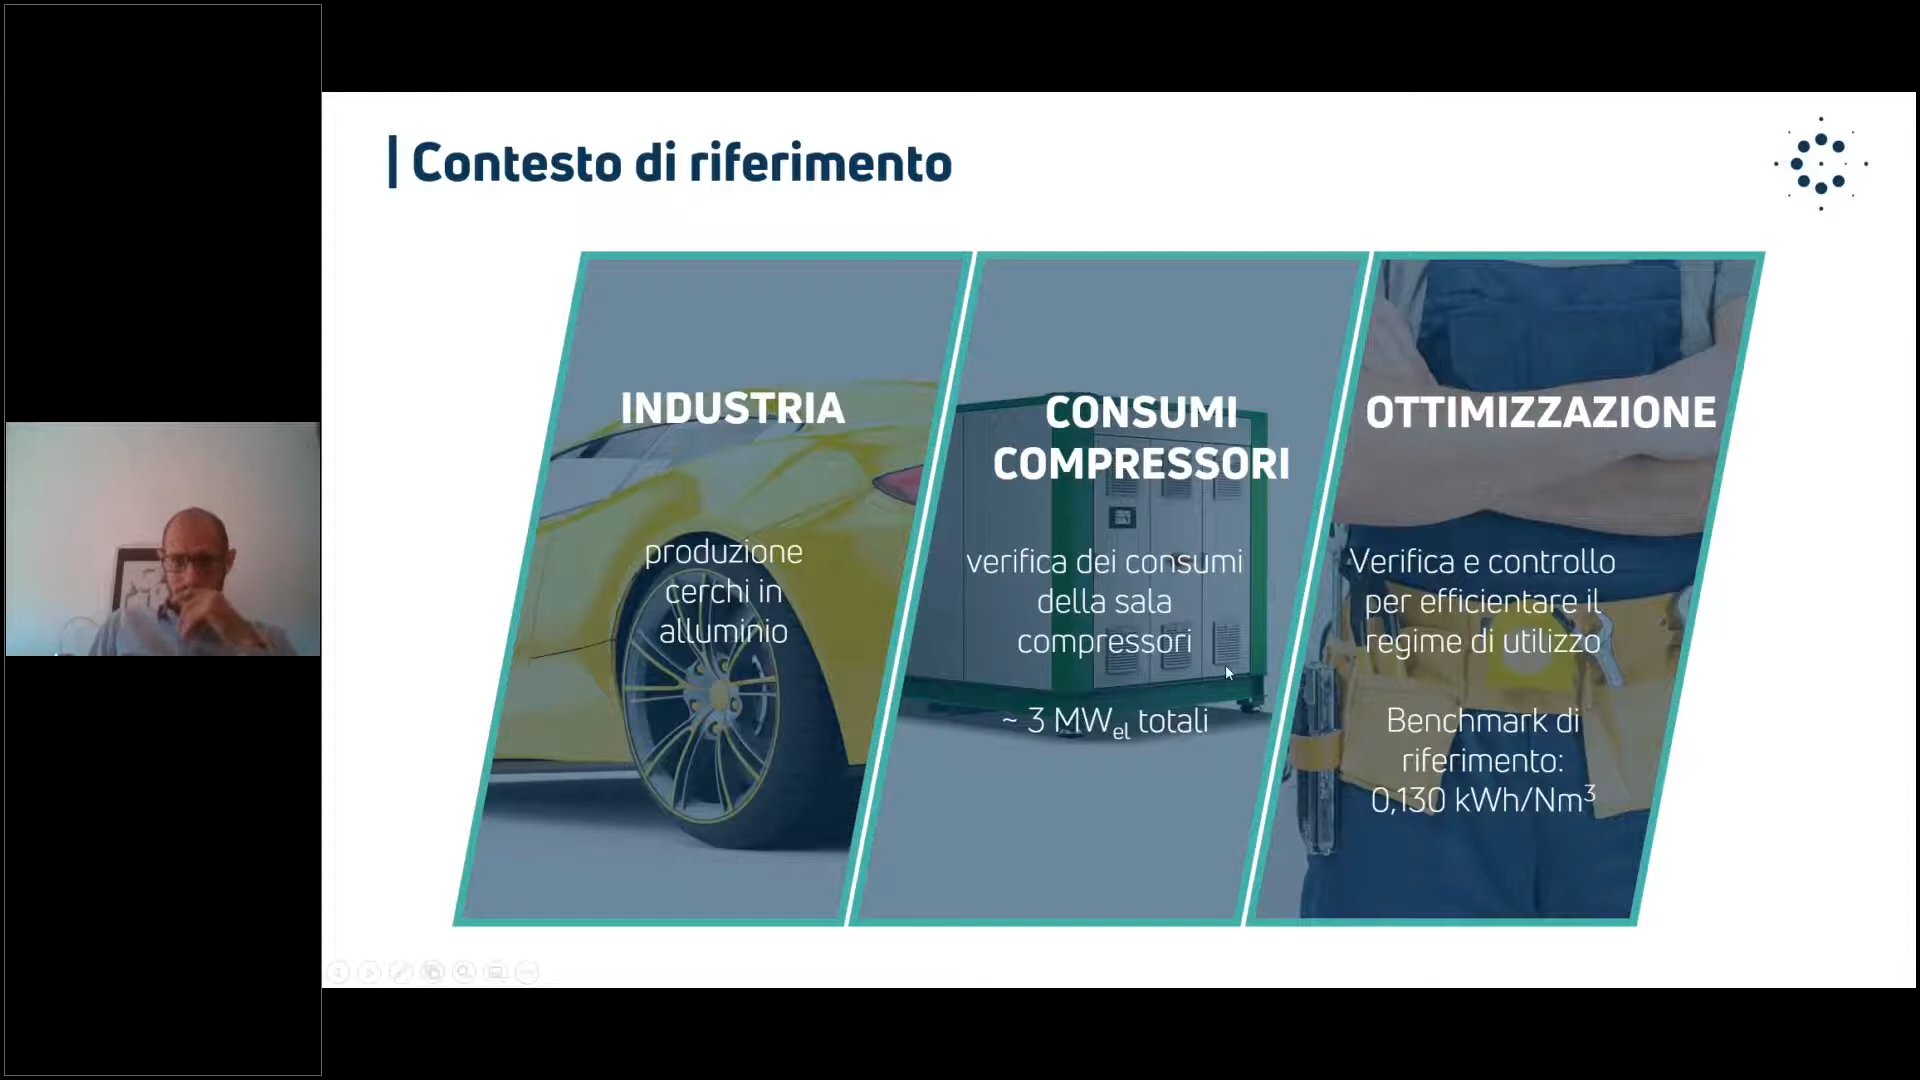 Contesto di riferimento
INDUSTRIA
produzione
cerchi in
alluminio
CONSUMI
COMPRESSORI
verifica dei consumi
della sala
compressori
~ 3 MWel totali
OTTIMIZZAZIONE
Verifica e controllo
per efficientare il
regime di utilizzo
Benchmark di
riferimento:
0,130 kWh/Nm³